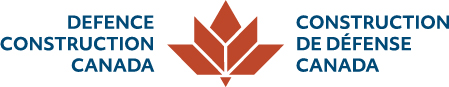 DEFENCE
CONSTRUCTION
CANADA
CONSTRUCTION
DE DÉFENSE
CANADA